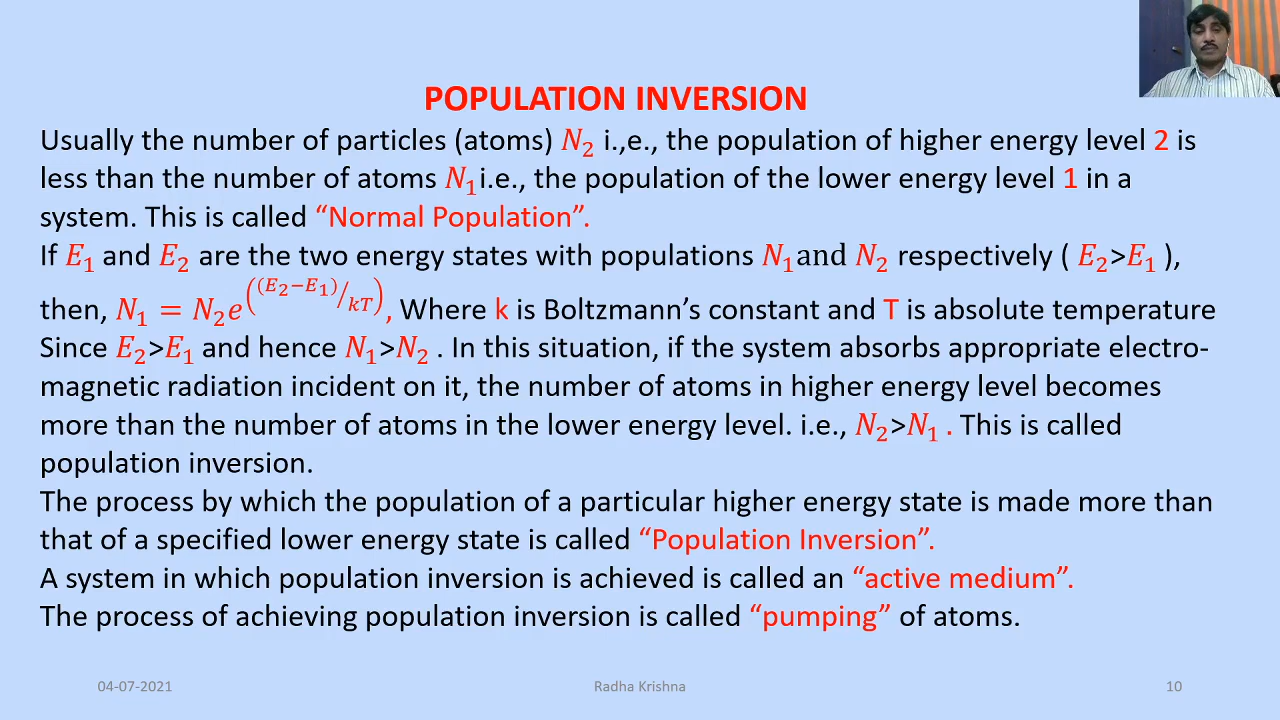 POPULATION INVERSION
Usually the number of particles (atoms) N₂ i.,e., the population of higher energy level 2 is
less than the number of atoms N₁i.e., the population of the lower energy level 1 in a
system. This is called “Normal Population”.
If E₁ and E₂ are the two energy states with populations N₁and N₂ respectively ( E₂>E₁ ),
then, N₁ = N₂e^((E₂−E₁)/kT), Where k is Boltzmann’s constant and T is absolute temperature
Since E₂>E₁ and hence N₁>N₂ . In this situation, if the system absorbs appropriate electro-
magnetic radiation incident on it, the number of atoms in higher energy level becomes
more than the number of atoms in the lower energy level. i.e., N₂>N₁ . This is called
population inversion.
The process by which the population of a particular higher energy state is made more than
that of a specified lower energy state is called “Population Inversion”.
A system in which population inversion is achieved is called an “active medium”.
The process of achieving population inversion is called “pumping” of atoms.
04-07-2021 Radha Krishna 10